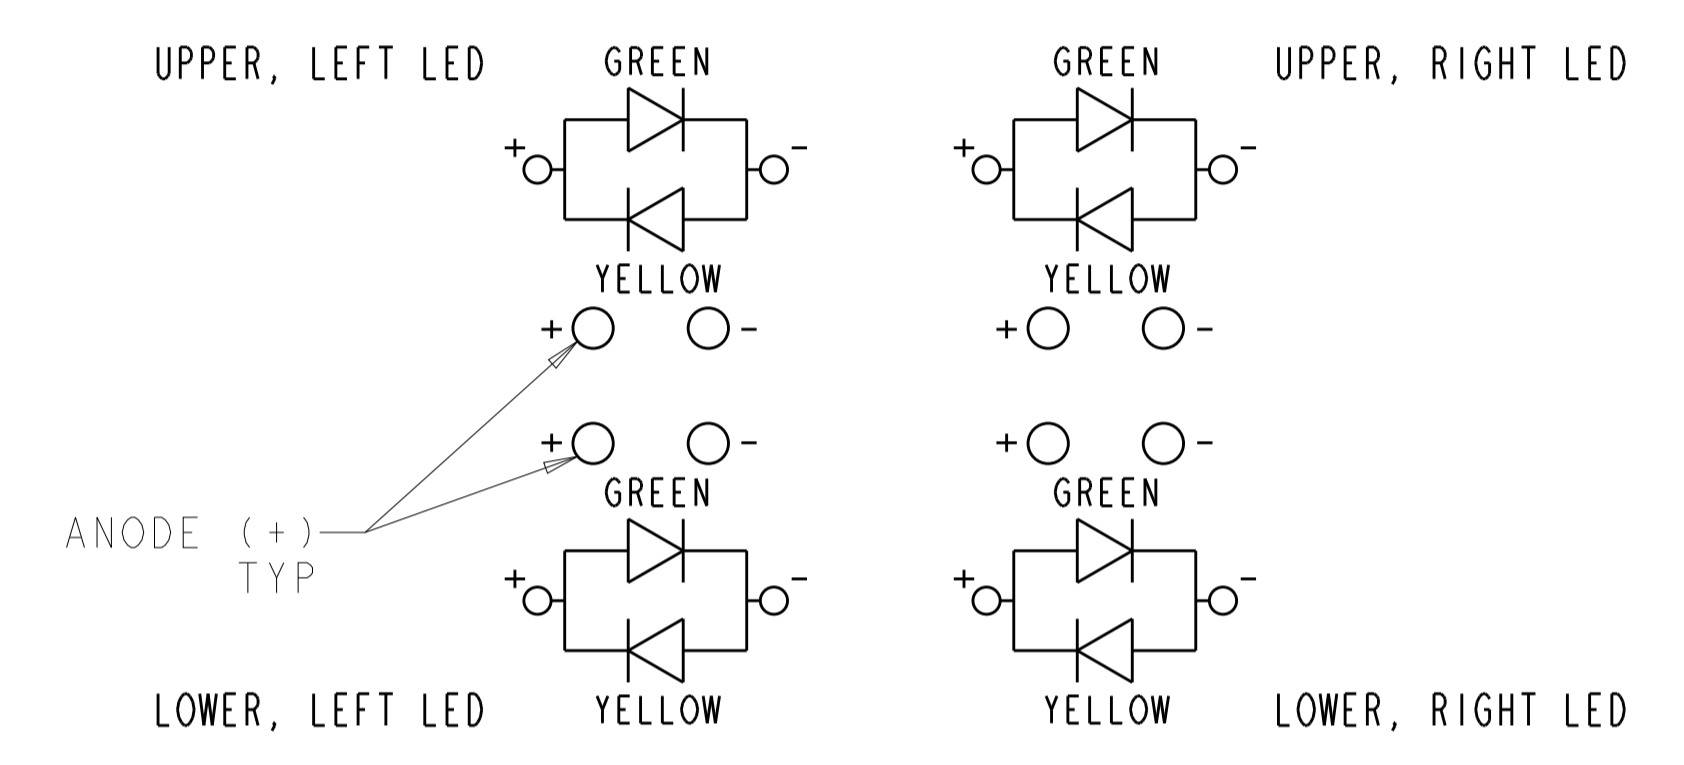 UPPER, LEFT LED
GREEN
GREEN
UPPER, RIGHT LED
+
-
+
-
YELLOW
YELLOW
+
-
+
-
+
-
+
-
GREEN
GREEN
ANODE (+)
TYP
+
-
+
-
LOWER, LEFT LED
YELLOW
YELLOW
LOWER, RIGHT LED